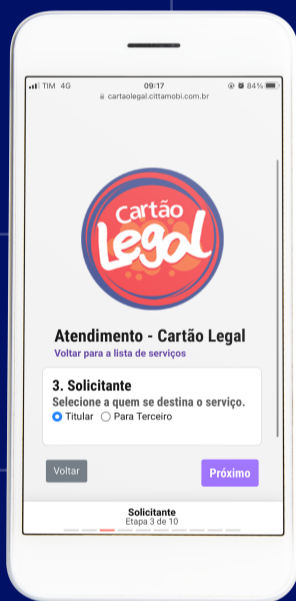 TIM 4G 09:17 84%
cartaolegal.cittamobi.com.br
Cartão
Legal
Atendimento - Cartão Legal
Voltar para a lista de serviços
3. Solicitante
Selecione a quem se destina o serviço.
Titular Para Terceiro
Voltar Próximo
Solicitante
Etapa 3 de 10